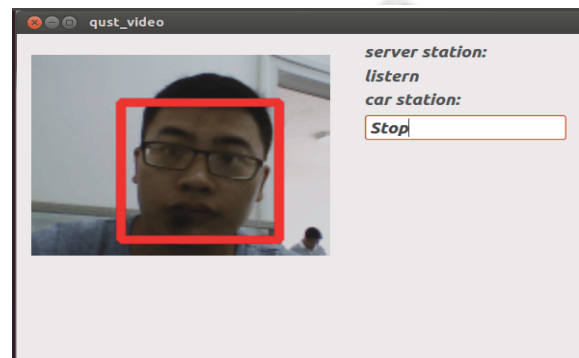 qust_video
server station:
listern
car station:
Stop